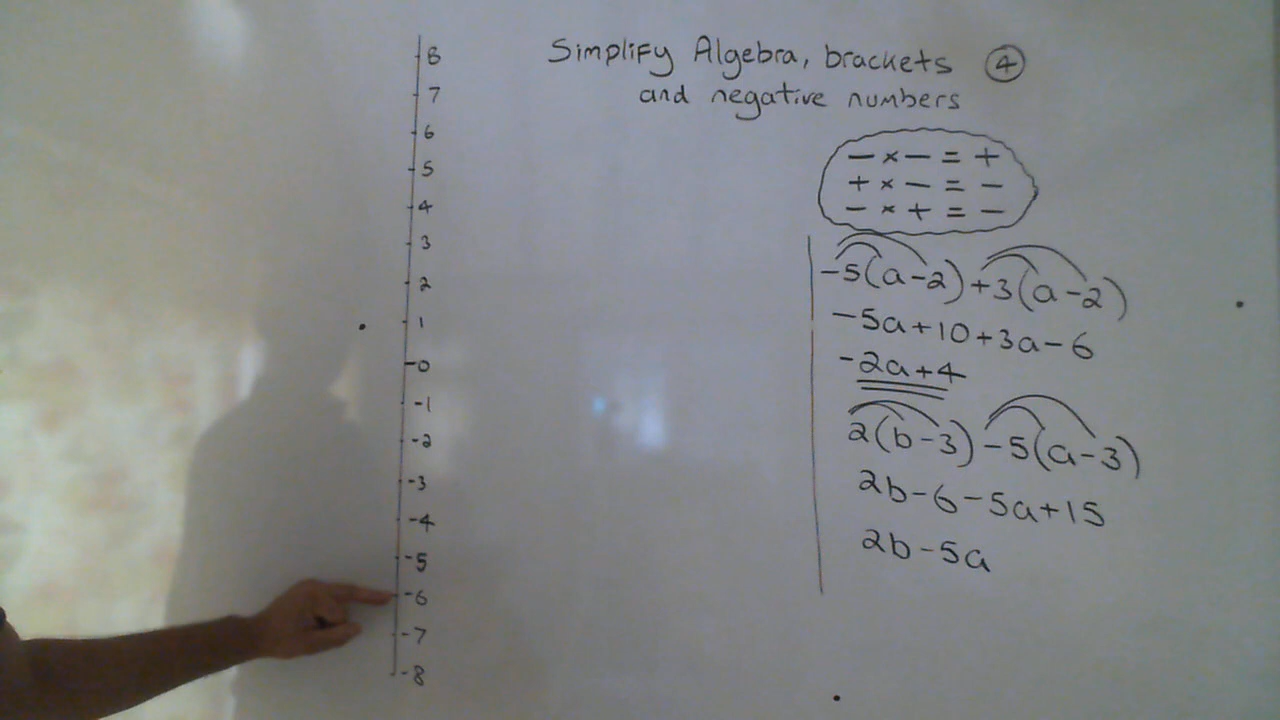 Simplify Algebra, brackets ④
and negative numbers
8
7
6
5
4
3
2
1
0
-1
-2
-3
-4
-5
-6
-7
-8
- × - = +
+ × - = -
- × + = -
-5(a-2)+3(a-2)
-5a+10+3a-6
-2a+4
2(b-3)-5(a-3)
2b-6-5a+15
2b-5a